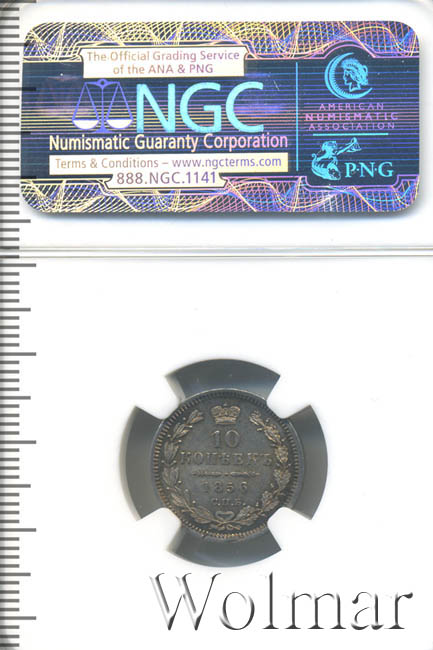 The Official Grading Service
of the ANA & PNG
NGC
Numismatic Guaranty Corporation
Terms & Conditions – www.ngcterms.com
888.NGC.1141
AMERICAN
NUMISMATIC
ASSOCIATION
P·N·G
10
КОПѢЕКЪ
1856
С.П.Б.
Wolmar